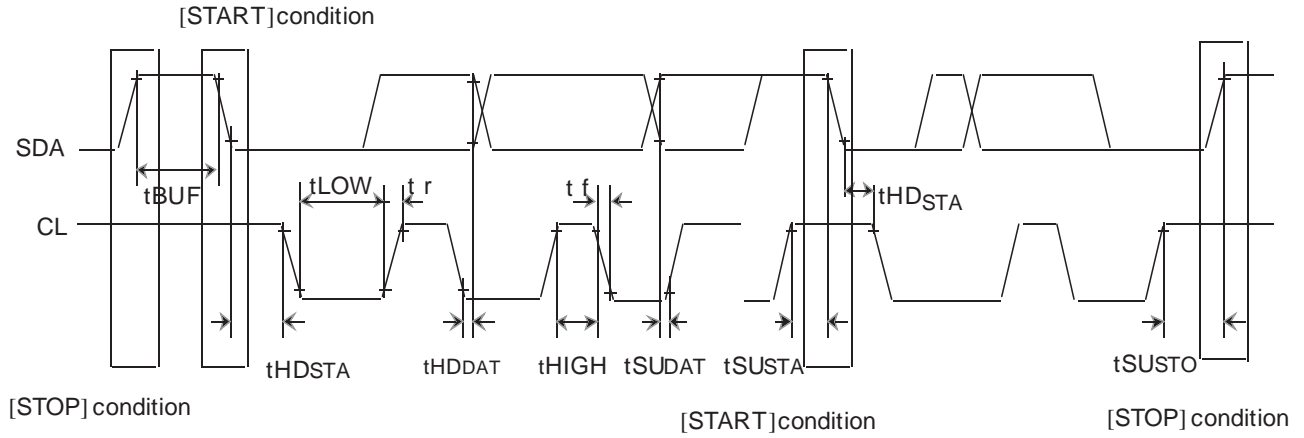 [START] condition
SDA
tBUF
tLOW
t r
t f
tHDSTA
CL
tHDSTA
tHDDAT
tHIGH
tSUDAT
tSUSTA
tSUSTO
[STOP] condition
[START] condition
[STOP] condition